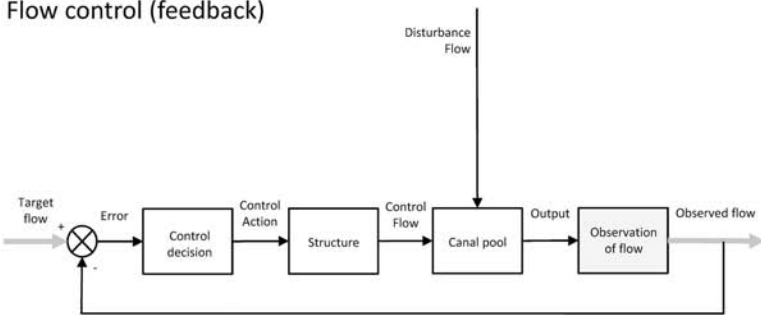 Flow control (feedback)
Disturbance
Flow
Target
flow
+
-
Error
Control
decision
Control
Action
Structure
Control
Flow
Canal pool
Output
Observation
of flow
Observed flow